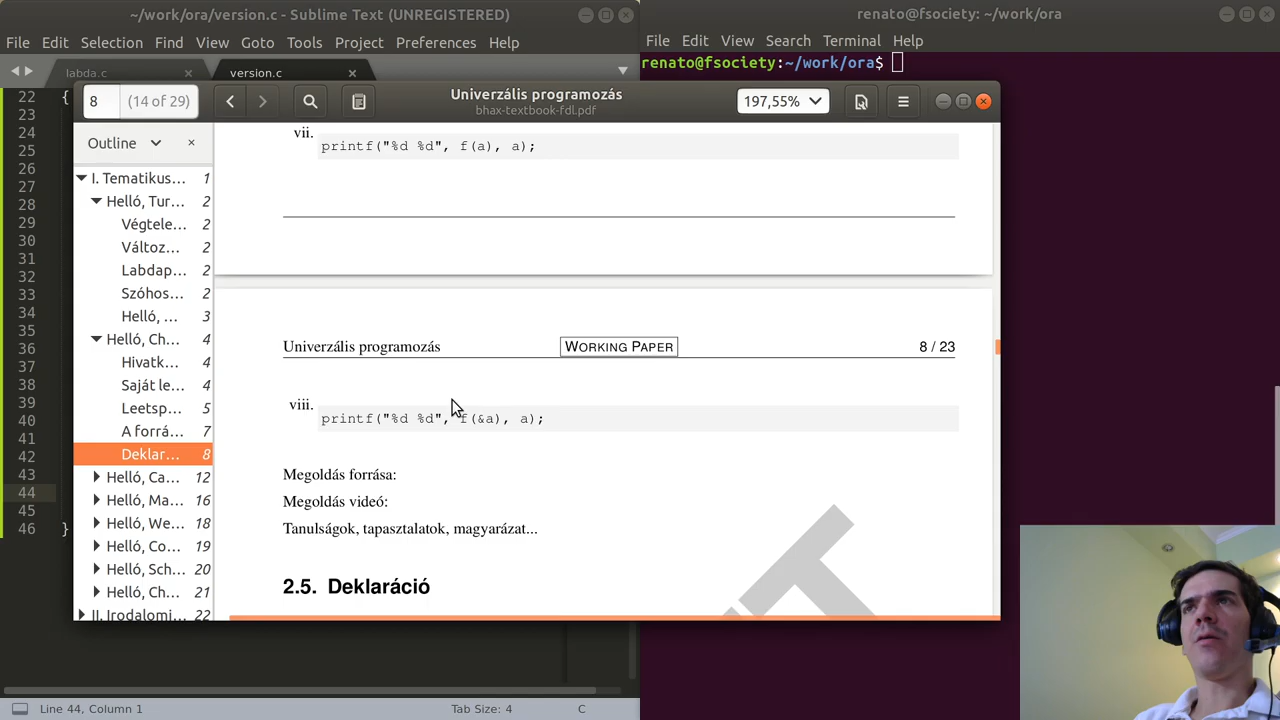 ~/work/ora/version.c - Sublime Text (UNREGISTERED)
File Edit Selection Find View Goto Tools Project Preferences Help
labda.c × version.c ×
22 {
23
24
25
26
27
28
29
30
31
32
33
34
35
36
37
38
39
40
41
42
43
44
45
46 }
Line 44, Column 1 Tab Size: 4 C
renato@fsociety: ~/work/ora
File Edit View Search Terminal Help
renato@fsociety:~/work/ora$
8 (14 of 29)
Univerzális programozás
bhax-textbook-fdl.pdf
197,55%
Outline
I. Tematikus... 1
Helló, Tur... 2
Végtele... 2
Változ... 2
Labdap... 2
Szóhos... 2
Helló, ... 3
Helló, Ch... 4
Hivatk... 4
Saját le... 4
Leetsp... 5
A forrá... 7
Deklar... 8
Helló, Ca... 12
Helló, Ma... 16
Helló, We... 18
Helló, Co... 19
Helló, Sch... 20
Helló, Ch... 21
II. Irodalomi... 22
vii.
printf("%d %d", f(a), a);
Univerzális programozás WORKING PAPER 8 / 23
viii.
printf("%d %d", f(&a), a);
Megoldás forrása:
Megoldás videó:
Tanulságok, tapasztalatok, magyarázat...
2.5. Deklaráció